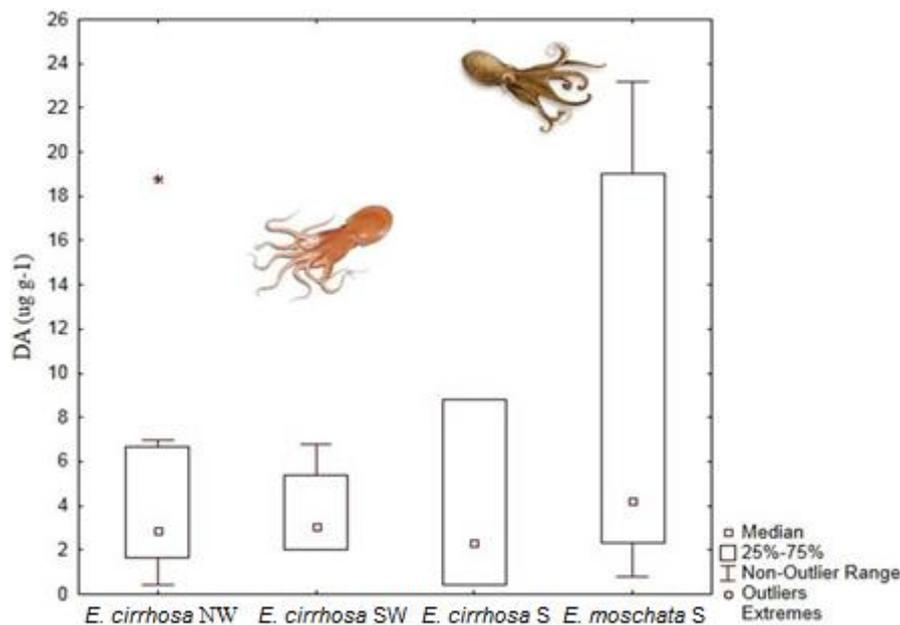 26
24
22
20
18
16
14
12
10
8
6
4
2
0
DA (ug g-1)
E. cirrhosa NW E. cirrhosa SW E. cirrhosa S E. moschata S
Median
25%-75%
Non-Outlier Range
Outliers
Extremes